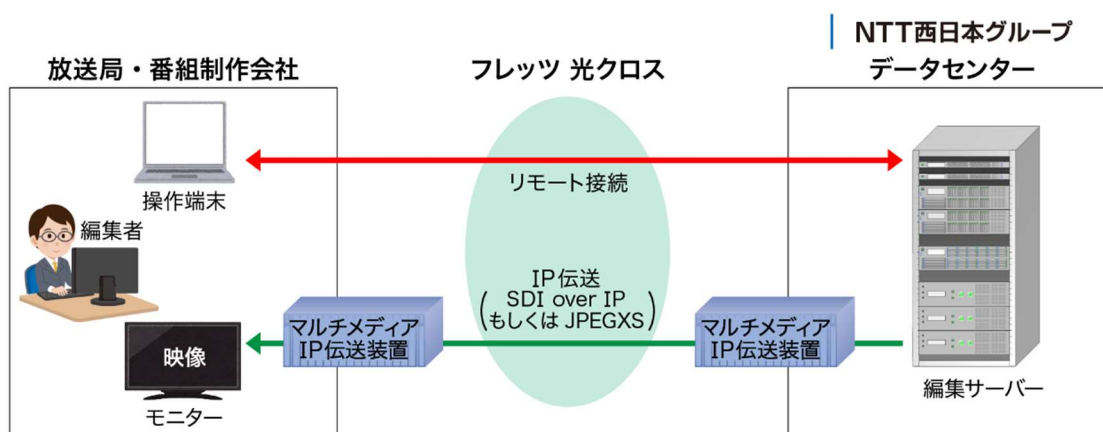 NTT西日本グループ
放送局・番組制作会社
フレッツ 光クロス
データセンター
操作端末
リモート接続
編集者
IP伝送
(SDI over IP
もしくは JPEGXS)
マルチメディア
IP伝送装置
マルチメディア
IP伝送装置
映像
モニター
編集サーバー